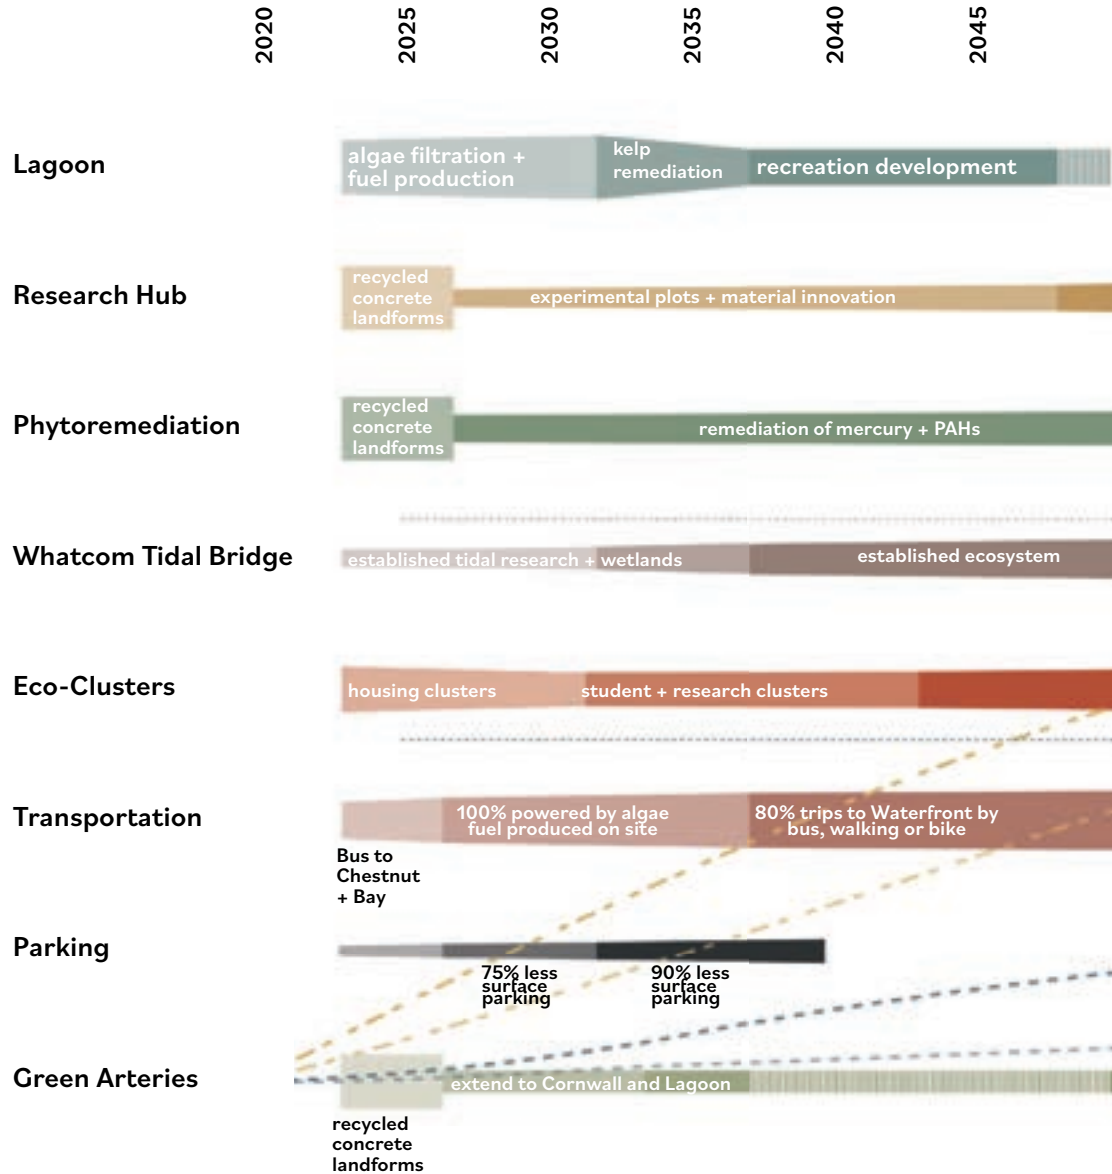 2020
2025
2030
2035
2040
2045
Lagoon
algae filtration +
fuel production
kelp
remediation
recreation development
Research Hub
recycled
concrete
landforms
experimental plots + material innovation
Phytoremediation
recycled
concrete
landforms
remediation of mercury + PAHs
Whatcom Tidal Bridge
established tidal research + wetlands
established ecosystem
Eco-Clusters
housing clusters
student + research clusters
Transportation
100% powered by algae
fuel produced on site
80% trips to Waterfront by
bus, walking or bike
Bus to
Chestnut
+ Bay
Parking
75% less
surface
parking
90% less
surface
parking
Green Arteries
extend to Cornwall and Lagoon
recycled
concrete
landforms